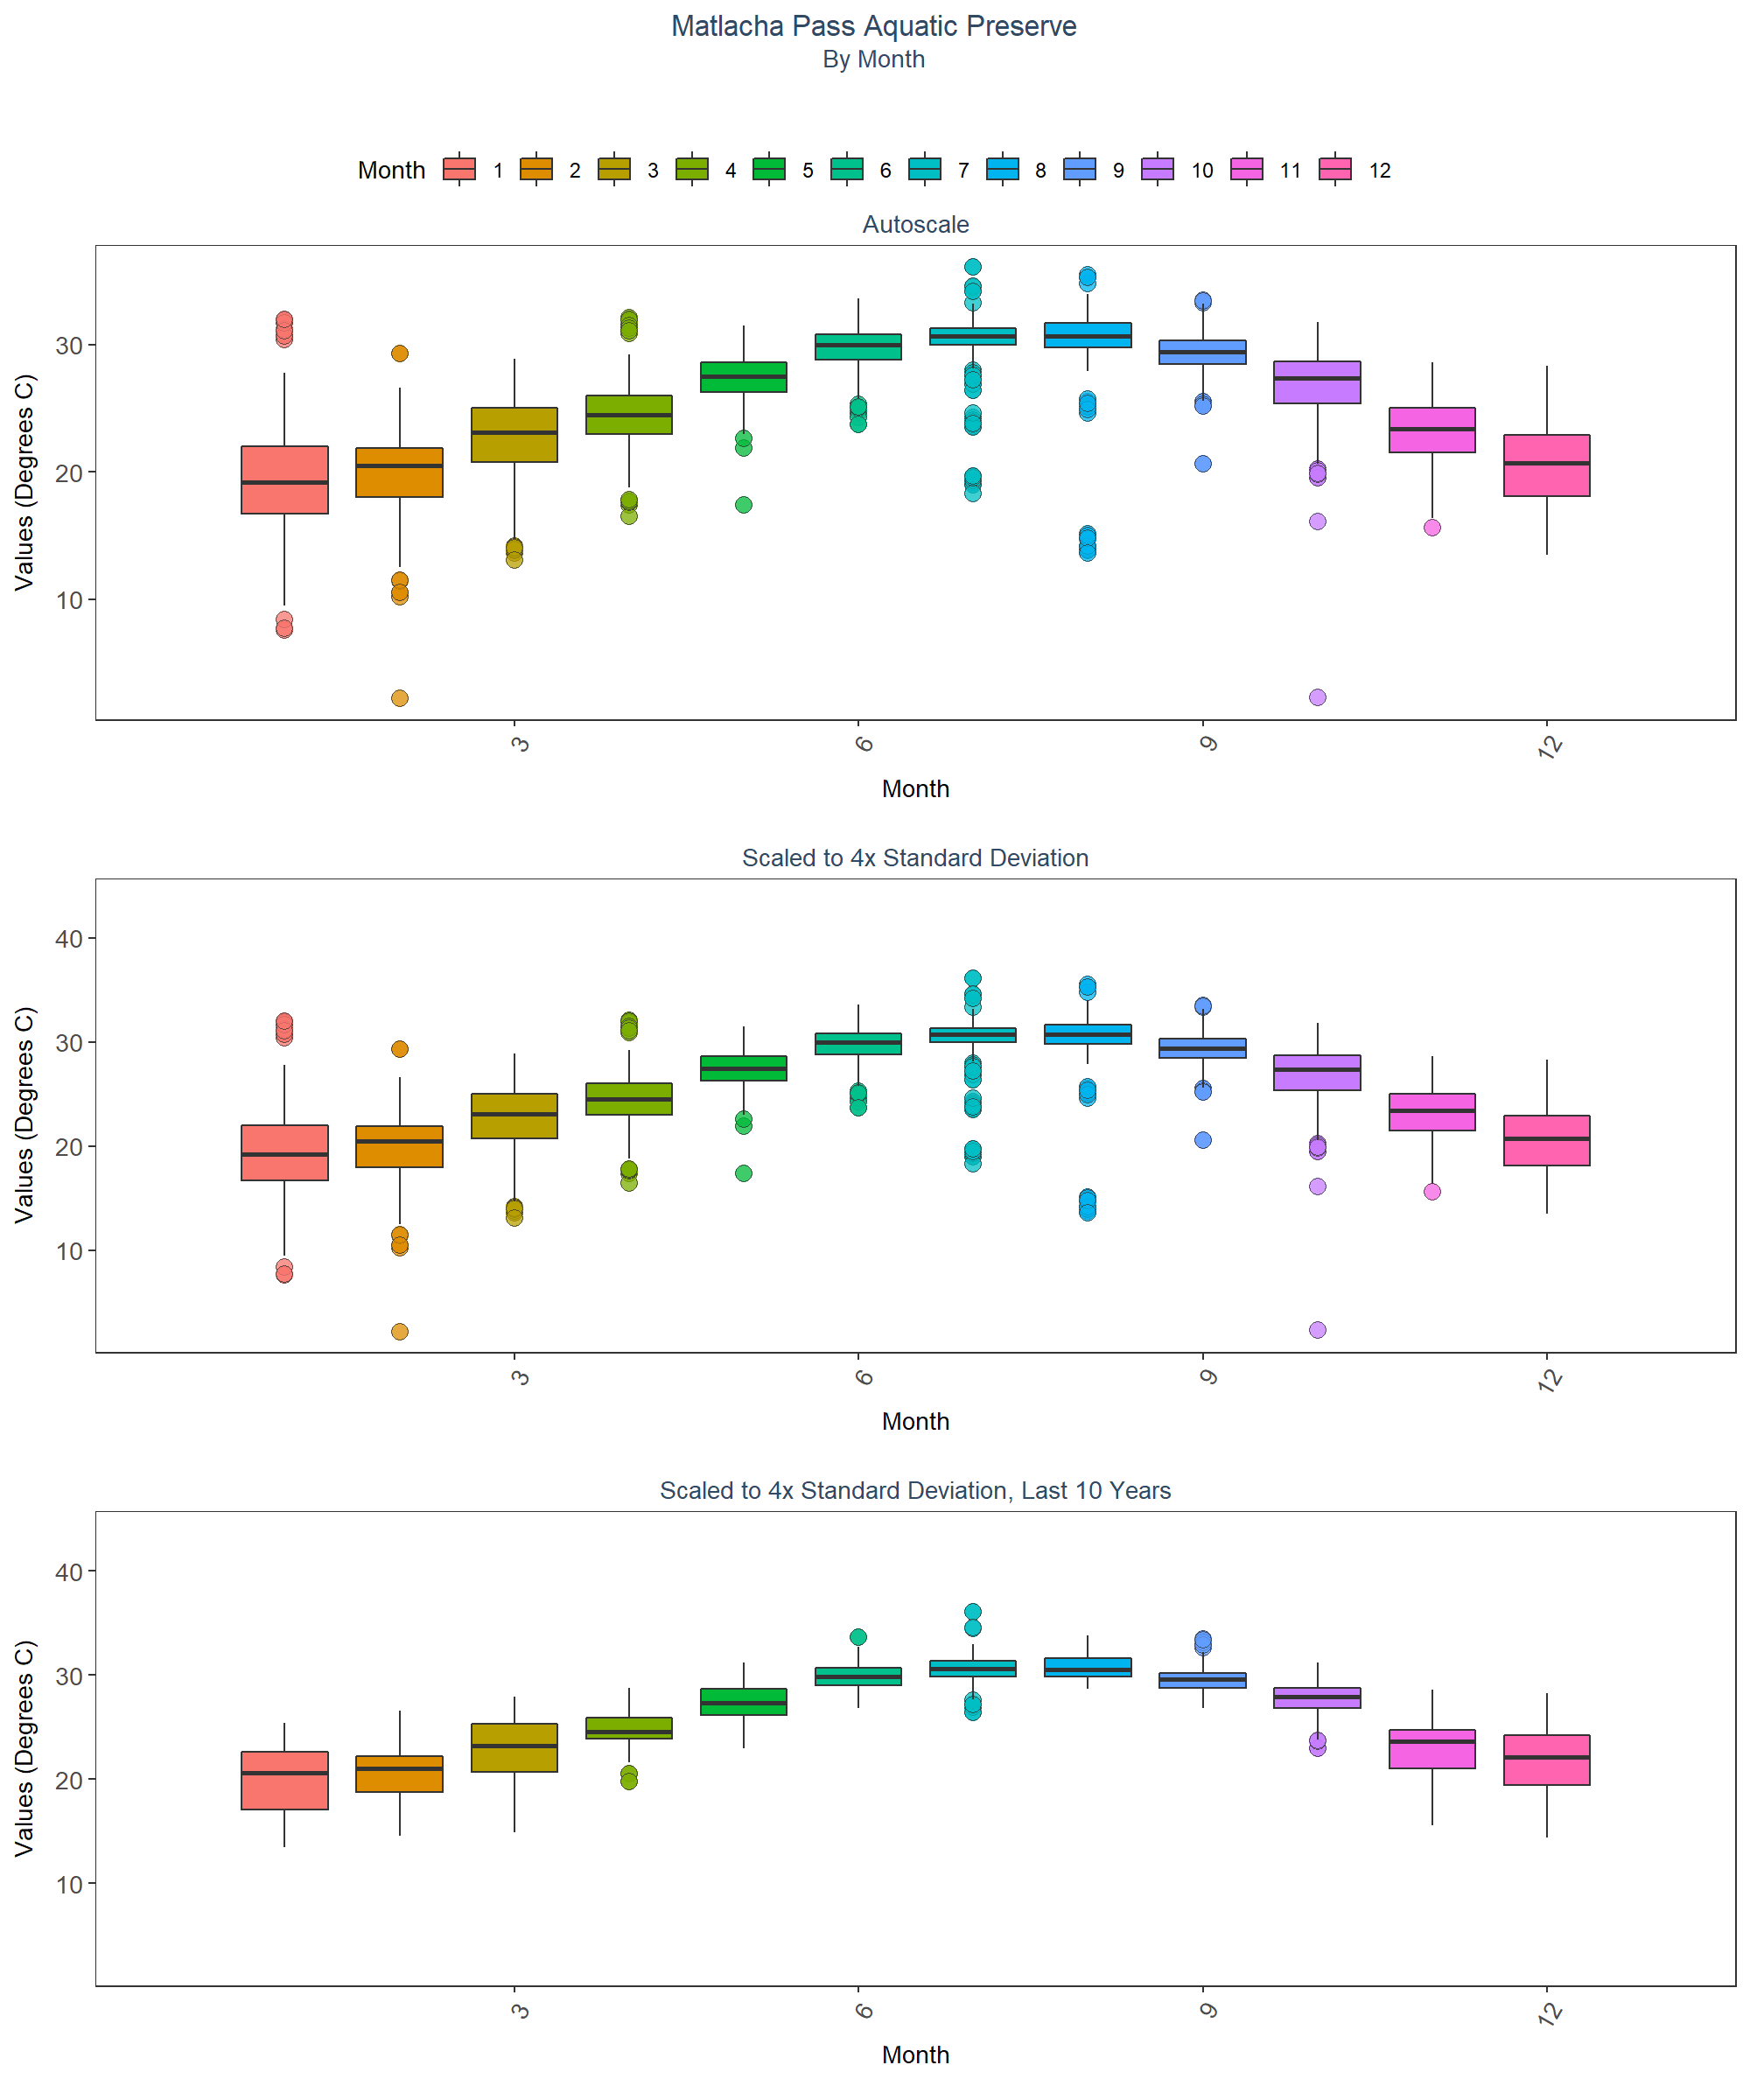 Matlacha Pass Aquatic Preserve
By Month
Month 1 2 3 4 5 6 7 8 9 10 11 12
Autoscale
Values (Degrees C)
30
20
10
3 6 9 12
Month
Scaled to 4x Standard Deviation
Values (Degrees C)
40
30
20
10
3 6 9 12
Month
Scaled to 4x Standard Deviation, Last 10 Years
Values (Degrees C)
40
30
20
10
3 6 9 12
Month